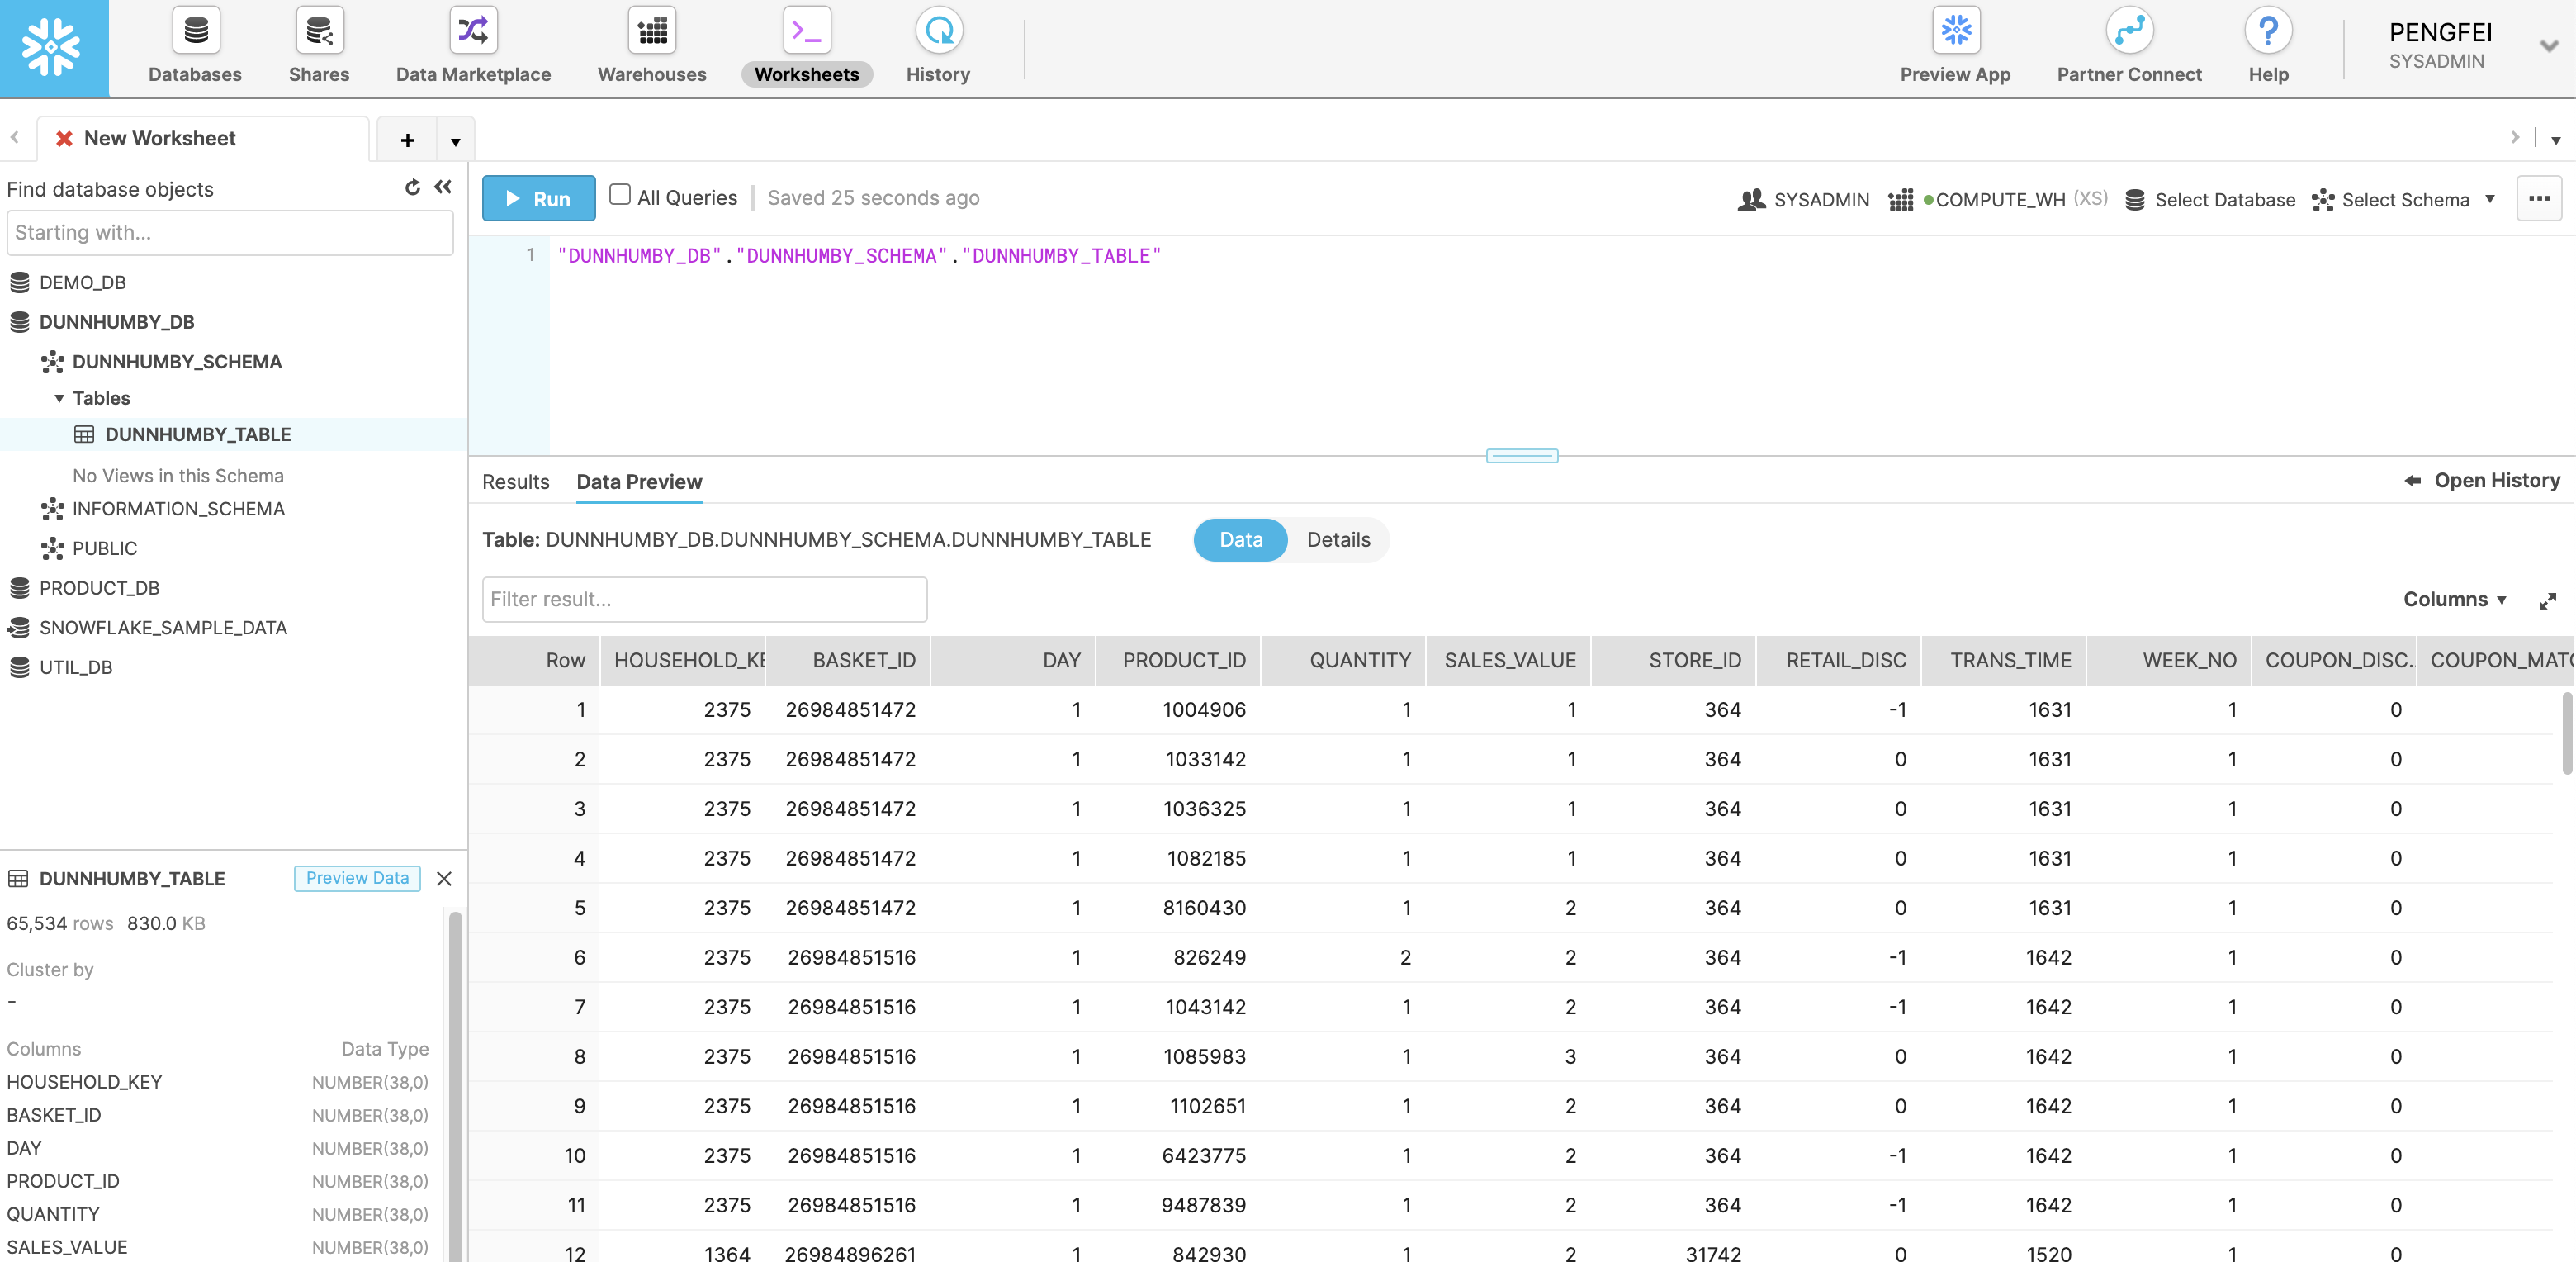 Databases
Shares
Data Marketplace
Warehouses
Worksheets
History
Preview App
Partner Connect
Help
PENGFEI
SYSADMIN
New Worksheet
+
Find database objects
Starting with...
DEMO_DB
DUNNHUMBY_DB
DUNNHUMBY_SCHEMA
Tables
DUNNHUMBY_TABLE
No Views in this Schema
INFORMATION_SCHEMA
PUBLIC
PRODUCT_DB
SNOWFLAKE_SAMPLE_DATA
UTIL_DB
DUNNHUMBY_TABLE Preview Data
65,534 rows 830.0 KB
Cluster by
-
Columns Data Type
HOUSEHOLD_KEY NUMBER(38,0)
BASKET_ID NUMBER(38,0)
DAY NUMBER(38,0)
PRODUCT_ID NUMBER(38,0)
QUANTITY NUMBER(38,0)
SALES_VALUE NUMBER(38,0)
Run All Queries Saved 25 seconds ago SYSADMIN COMPUTE_WH (XS) Select Database Select Schema ...
1 "DUNNHUMBY_DB"."DUNNHUMBY_SCHEMA"."DUNNHUMBY_TABLE"
Results Data Preview Open History
Table: DUNNHUMBY_DB.DUNNHUMBY_SCHEMA.DUNNHUMBY_TABLE Data Details
Filter result... Columns
Row HOUSEHOLD_KE BASKET_ID DAY PRODUCT_ID QUANTITY SALES_VALUE STORE_ID RETAIL_DISC TRANS_TIME WEEK_NO COUPON_DISC.. COUPON_MATC
1 2375 26984851472 1 1004906 1 1 364 -1 1631 1 0
2 2375 26984851472 1 1033142 1 1 364 0 1631 1 0
3 2375 26984851472 1 1036325 1 1 364 0 1631 1 0
4 2375 26984851472 1 1082185 1 1 364 0 1631 1 0
5 2375 26984851472 1 8160430 1 2 364 0 1631 1 0
6 2375 26984851516 1 826249 2 2 364 -1 1642 1 0
7 2375 26984851516 1 1043142 1 2 364 -1 1642 1 0
8 2375 26984851516 1 1085983 1 3 364 0 1642 1 0
9 2375 26984851516 1 1102651 1 2 364 0 1642 1 0
10 2375 26984851516 1 6423775 1 2 364 -1 1642 1 0
11 2375 26984851516 1 9487839 1 2 364 -1 1642 1 0
12 1364 26984896261 1 842930 1 2 31742 0 1520 1 0